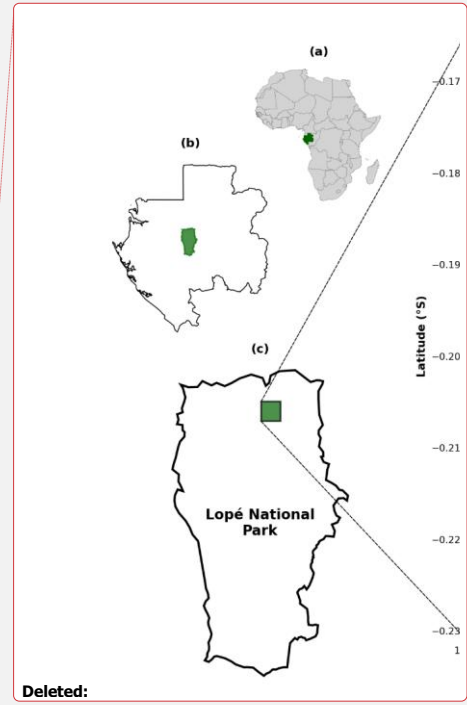 (a)
−0.17
(b)
−0.18
−0.19
Latitude (°S)
(c)
−0.20
−0.21
Lopé National
Park
−0.22
−0.23
1
Deleted: